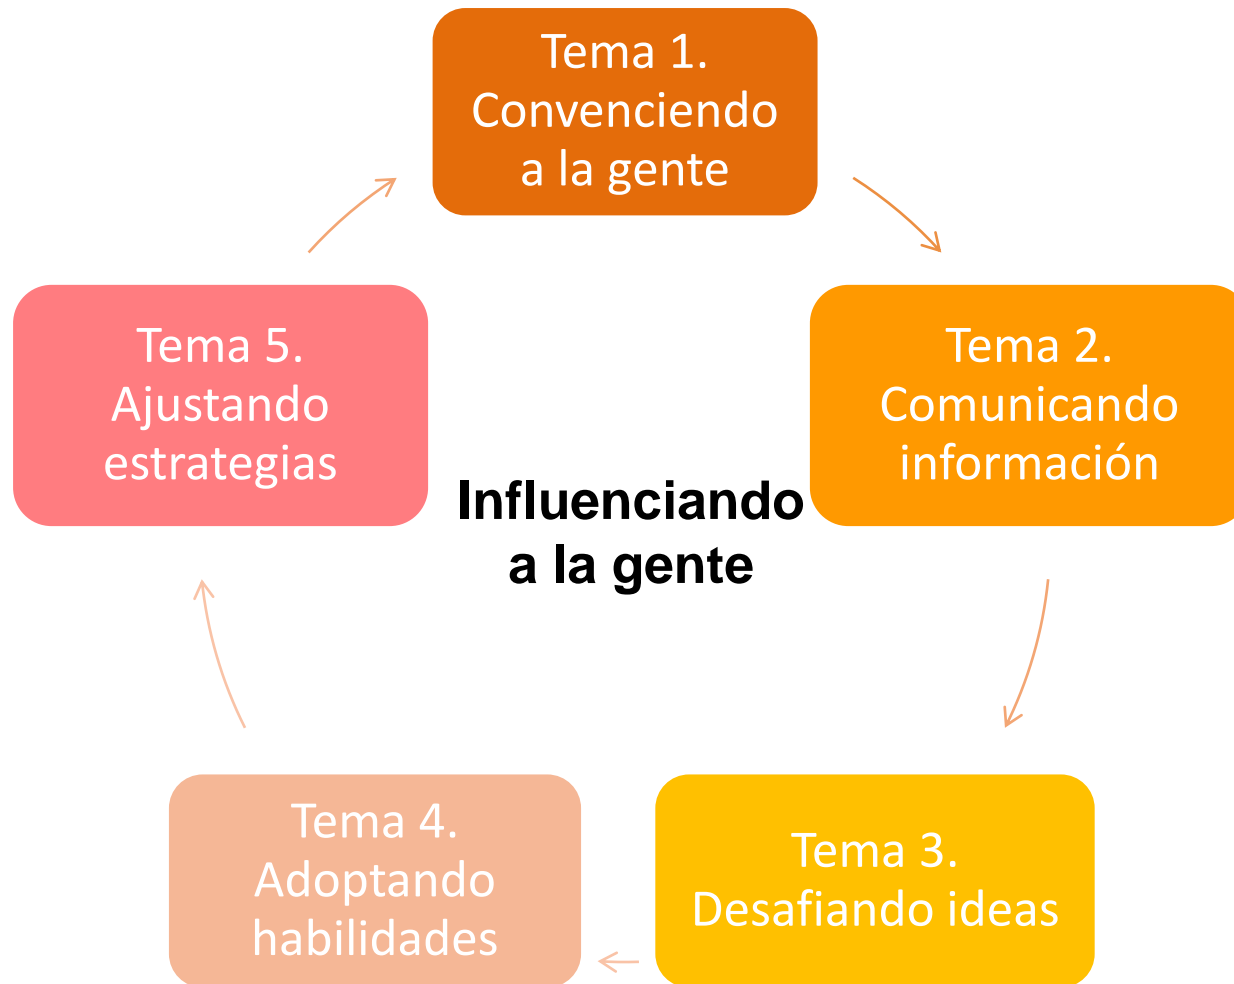 Tema 1.
Convenciendo
a la gente
Tema 2.
Comunicando
información
Tema 3.
Desafiando ideas
Tema 4.
Adoptando
habilidades
Tema 5.
Ajustando
estrategias
Influenciando
a la gente